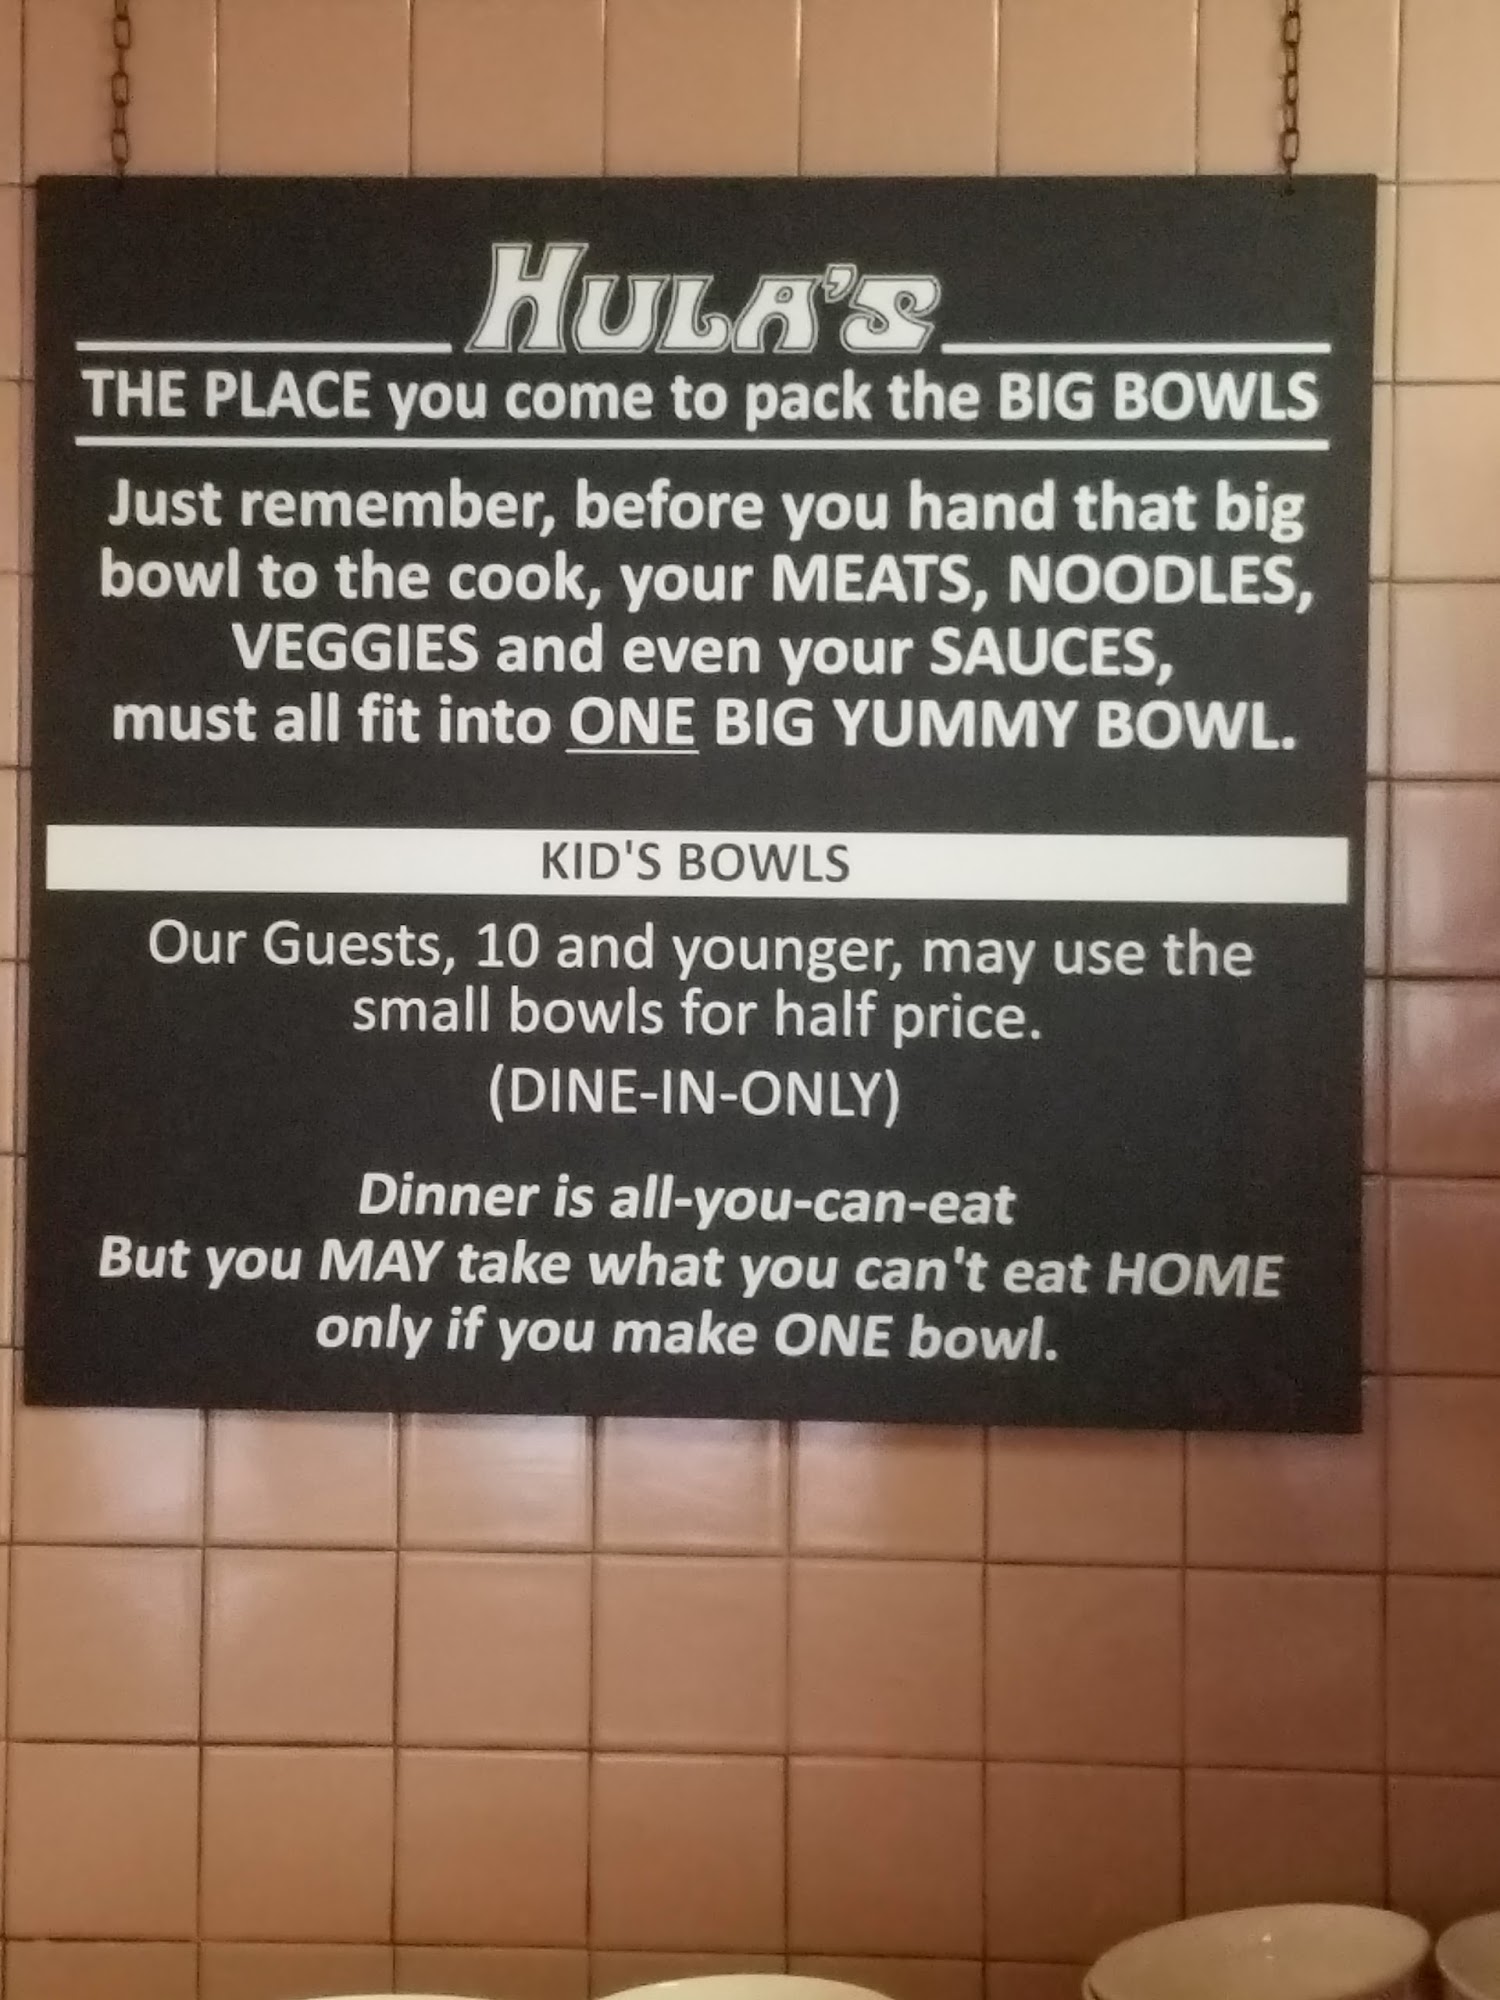 HULA'S
THE PLACE you come to pack the BIG BOWLS
Just remember, before you hand that big
bowl to the cook, your MEATS, NOODLES,
VEGGIES and even your SAUCES,
must all fit into ONE BIG YUMMY BOWL.
KID'S BOWLS
Our Guests, 10 and younger, may use the
small bowls for half price.
(DINE-IN-ONLY)
Dinner is all-you-can-eat
But you MAY take what you can't eat HOME
only if you make ONE bowl.